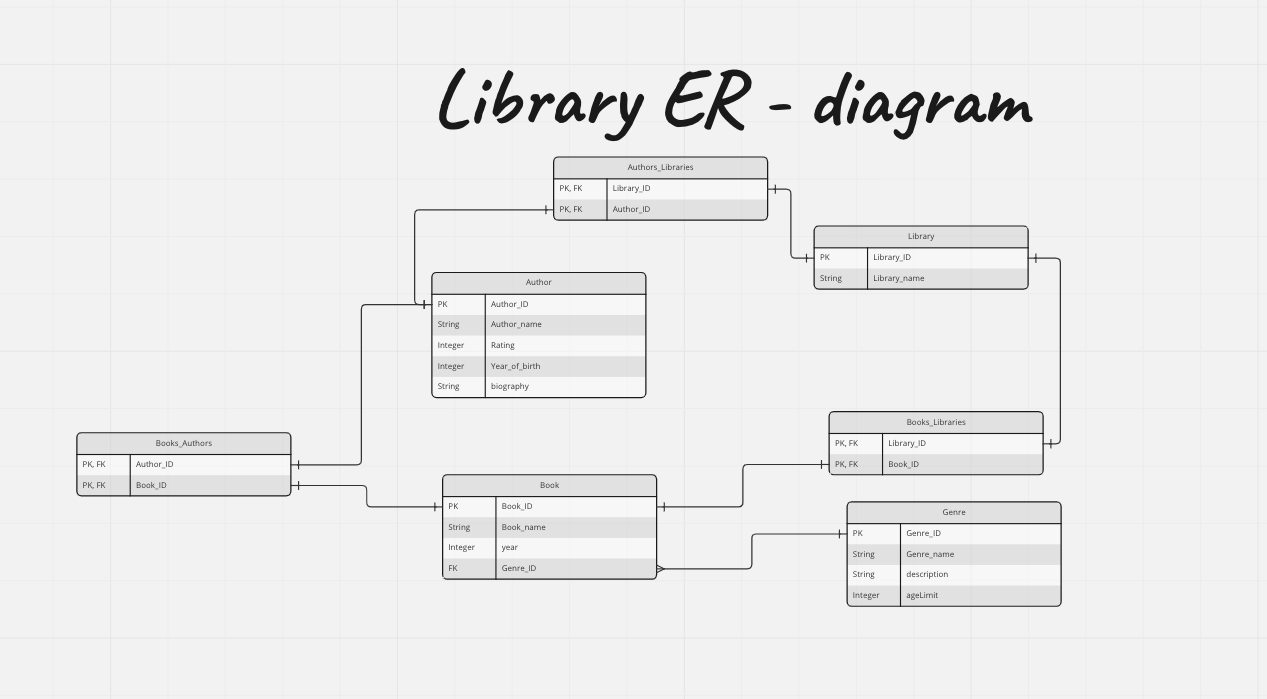 Library ER - diagram
Authors_Libraries
PK, FK Library_ID
PK, FK Author_ID
Library
PK Library_ID
String Library_name
Author
PK Author_ID
String Author_name
Integer Rating
Integer Year_of_birth
String biography
Books_Authors
PK, FK Author_ID
PK, FK Book_ID
Books_Libraries
PK, FK Library_ID
PK, FK Book_ID
Book
PK Book_ID
String Book_name
Integer year
FK Genre_ID
Genre
PK Genre_ID
String Genre_name
String description
Integer ageLimit